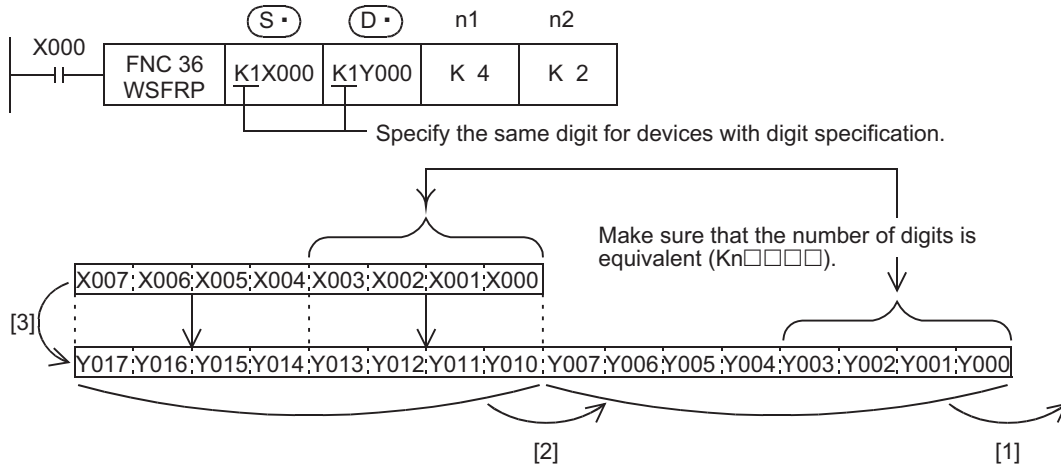 S・ D・ n1 n2
X000
FNC 36
WSFRP
K1X000 K1Y000 K 4 K 2
Specify the same digit for devices with digit specification.
Make sure that the number of digits is
equivalent (Kn□□□□).
X007 X006 X005 X004 X003 X002 X001 X000
[3]
Y017 Y016 Y015 Y014 Y013 Y012 Y011 Y010 Y007 Y006 Y005 Y004 Y003 Y002 Y001 Y000
[2] [1]